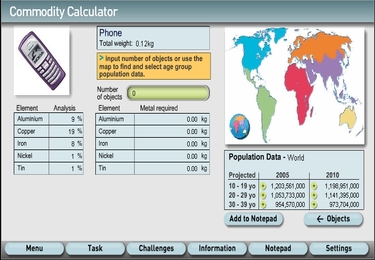 Commodity Calculator
Phone
Total weight: 0.12kg
> Input number of objects or use the
map to find and select age group
population data.
Number
of objects 0
Element Analysis
Aluminium 9 %
Copper 19 %
Iron 8 %
Nickel 1 %
Tin 1 %
Element Metal required
Aluminium 0.00 kg
Copper 0.00 kg
Iron 0.00 kg
Nickel 0.00 kg
Tin 0.00 kg
Population Data - World
Projected 2005 2010
10 - 19 yo 1,203,561,000 1,198,951,000
20 - 29 yo 1,053,733,000 1,141,395,000
30 - 39 yo 954,570,000 973,704,000
Add to Notepad ← Objects
Menu Task Challenges Information Notepad Settings